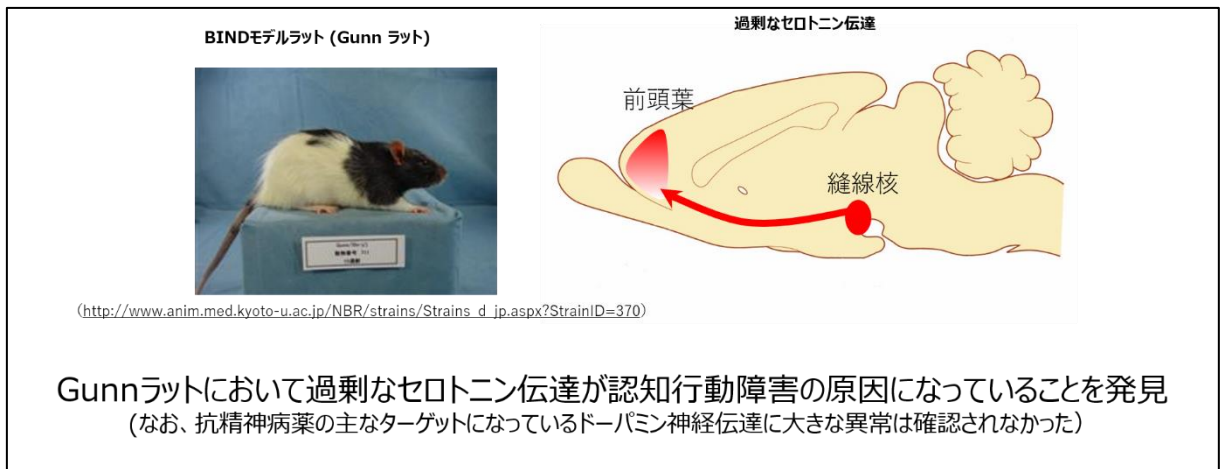 BINDモデルラット (Gunn ラット)
過剰なセロトニン伝達
前頭葉
縫線核
（http://www.anim.med.kyoto-u.ac.jp/NBR/strains/Strains_d_jp.aspx?StrainID=370）
Gunnラットにおいて過剰なセロトニン伝達が認知行動障害の原因になっていることを発見
(なお、抗精神病薬の主なターゲットになっているドーパミン神経伝達に大きな異常は確認されなかった）